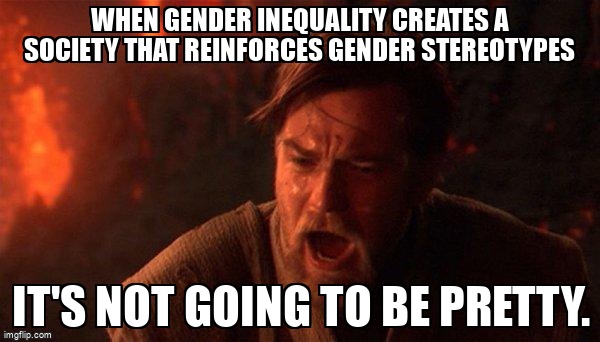 WHEN GENDER INEQUALITY CREATES A
SOCIETY THAT REINFORCES GENDER STEREOTYPES
IT'S NOT GOING TO BE PRETTY.
imgflip.com